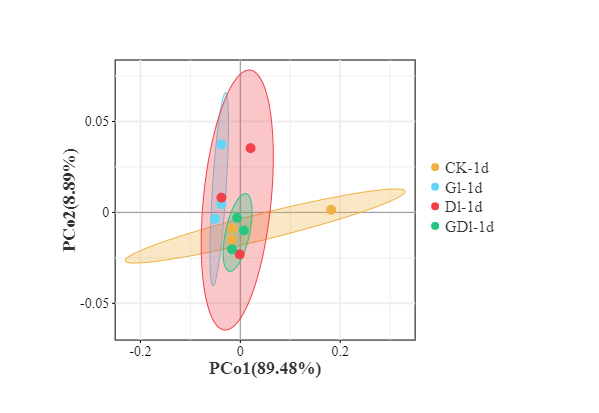 0.05
0
-0.05
PCo2(8.89%)
-0.2
0
0.2
PCo1(89.48%)
CK-1d
Gl-1d
Dl-1d
GDl-1d